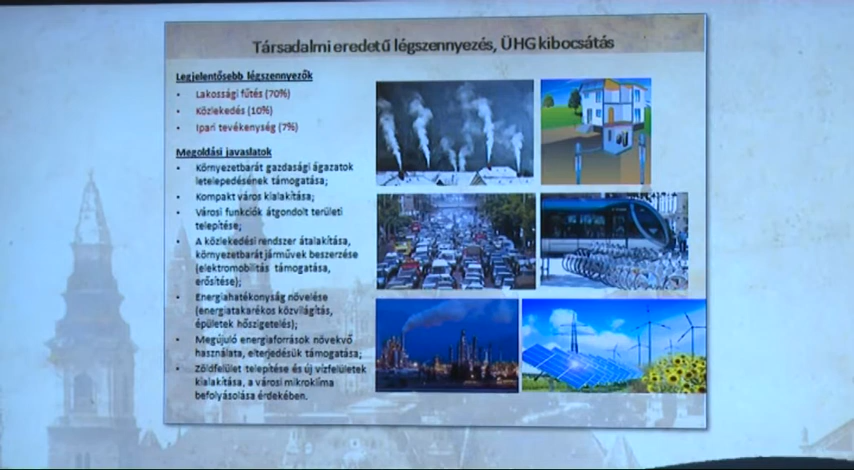 Társadalmi eredetű légszennyezés, ÜHG kibocsátás
Legjelentősebb légszennyezők
• Lakossági fűtés (70%)
• Közlekedés (10%)
• Ipari tevékenység (7%)
Megoldási javaslatok
• Környezetbarát gazdasági ágazatok
letelepedésének támogatása;
• Kompakt város kialakítása;
• Városi funkciók átgondolt területi
telepítése;
• A közlekedési rendszer átalakítása,
környezetbarát járművek beszerzése
(elektromobilitás támogatása,
erősítése);
• Energiahatékonyság növelése
(energiatakarékos közvilágítás,
épületek hőszigetelés);
• Megújuló energiaforrások növekvő
használata, elterjedésük támogatása;
• Zöldfelület telepítése és új vízfelületek
kialakítása, a városi mikroklíma
befolyásolása érdekében.